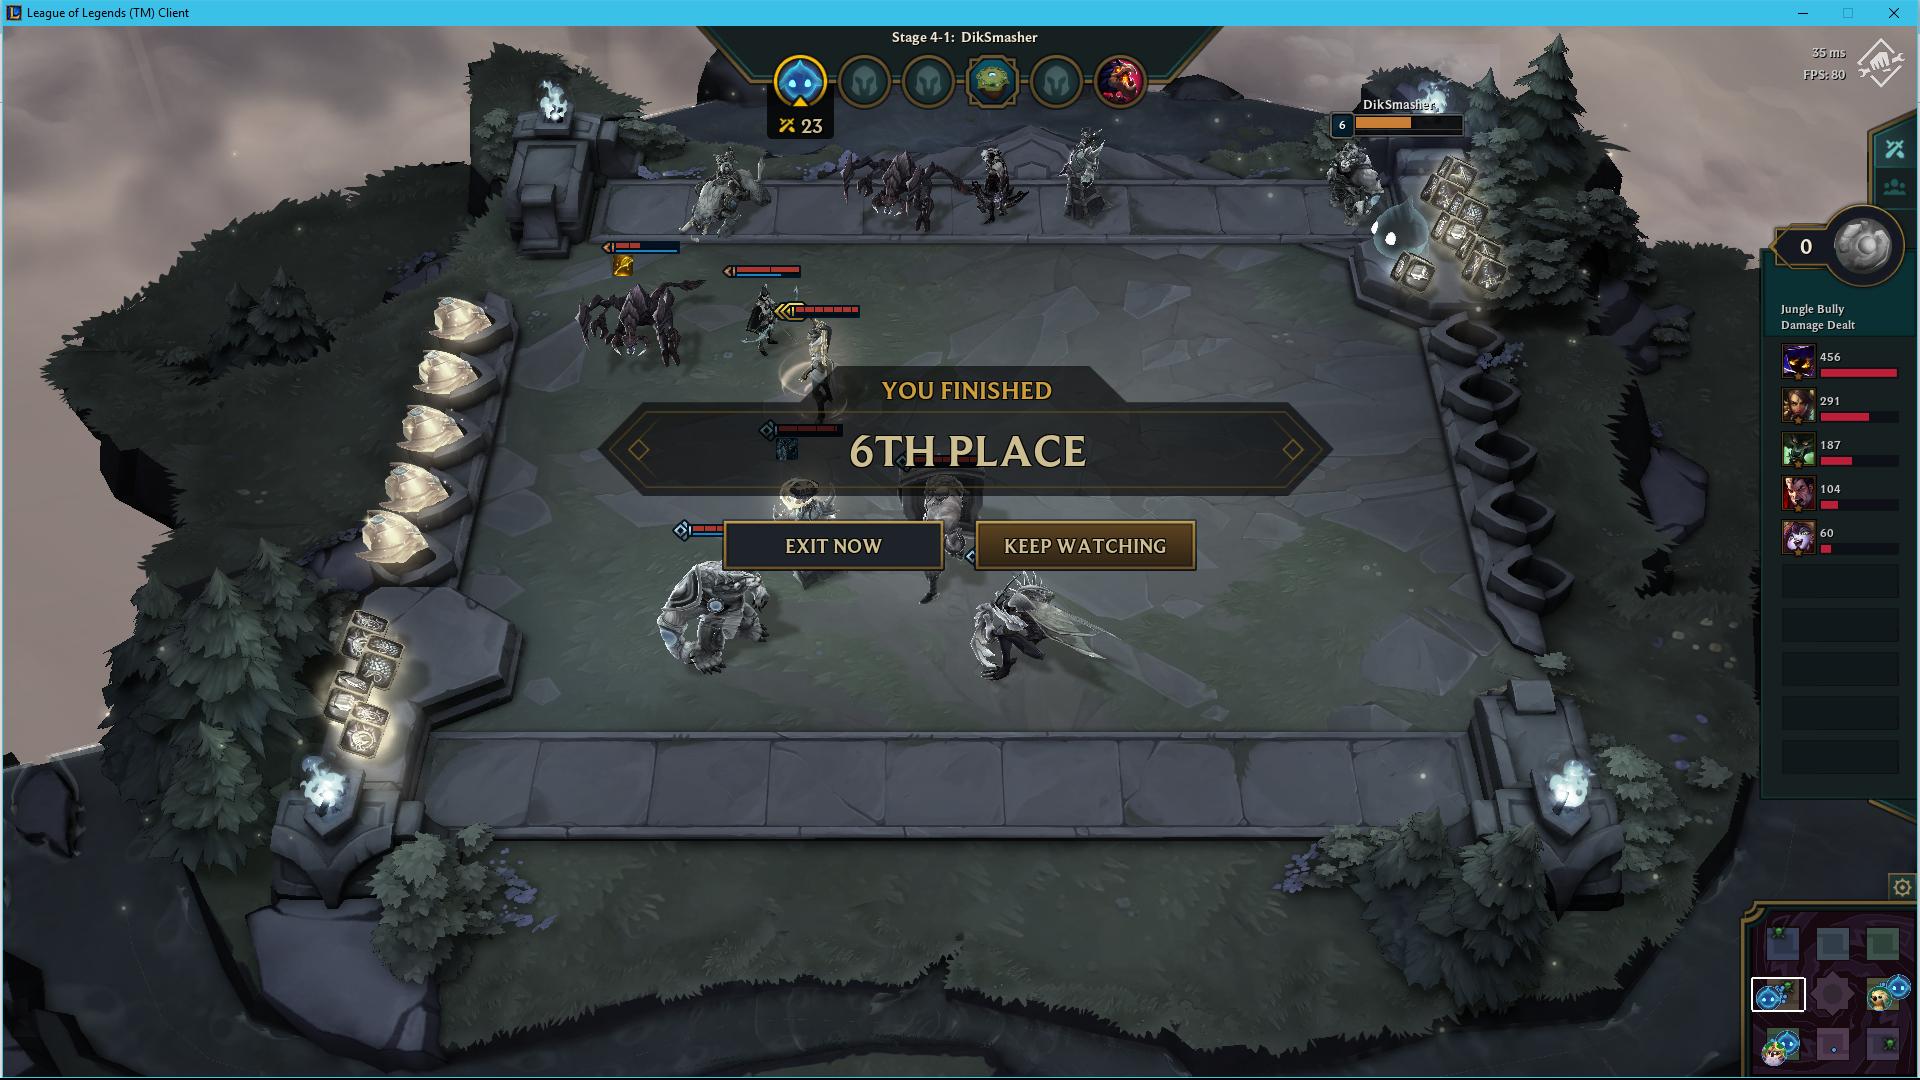 League of Legends (TM) Client
Stage 4-1: DikSmasher
35 ms
FPS: 80
23
DikSmasher
6
0
Jungle Bully
Damage Dealt
456
291
187
104
60
YOU FINISHED
6TH PLACE
EXIT NOW
KEEP WATCHING